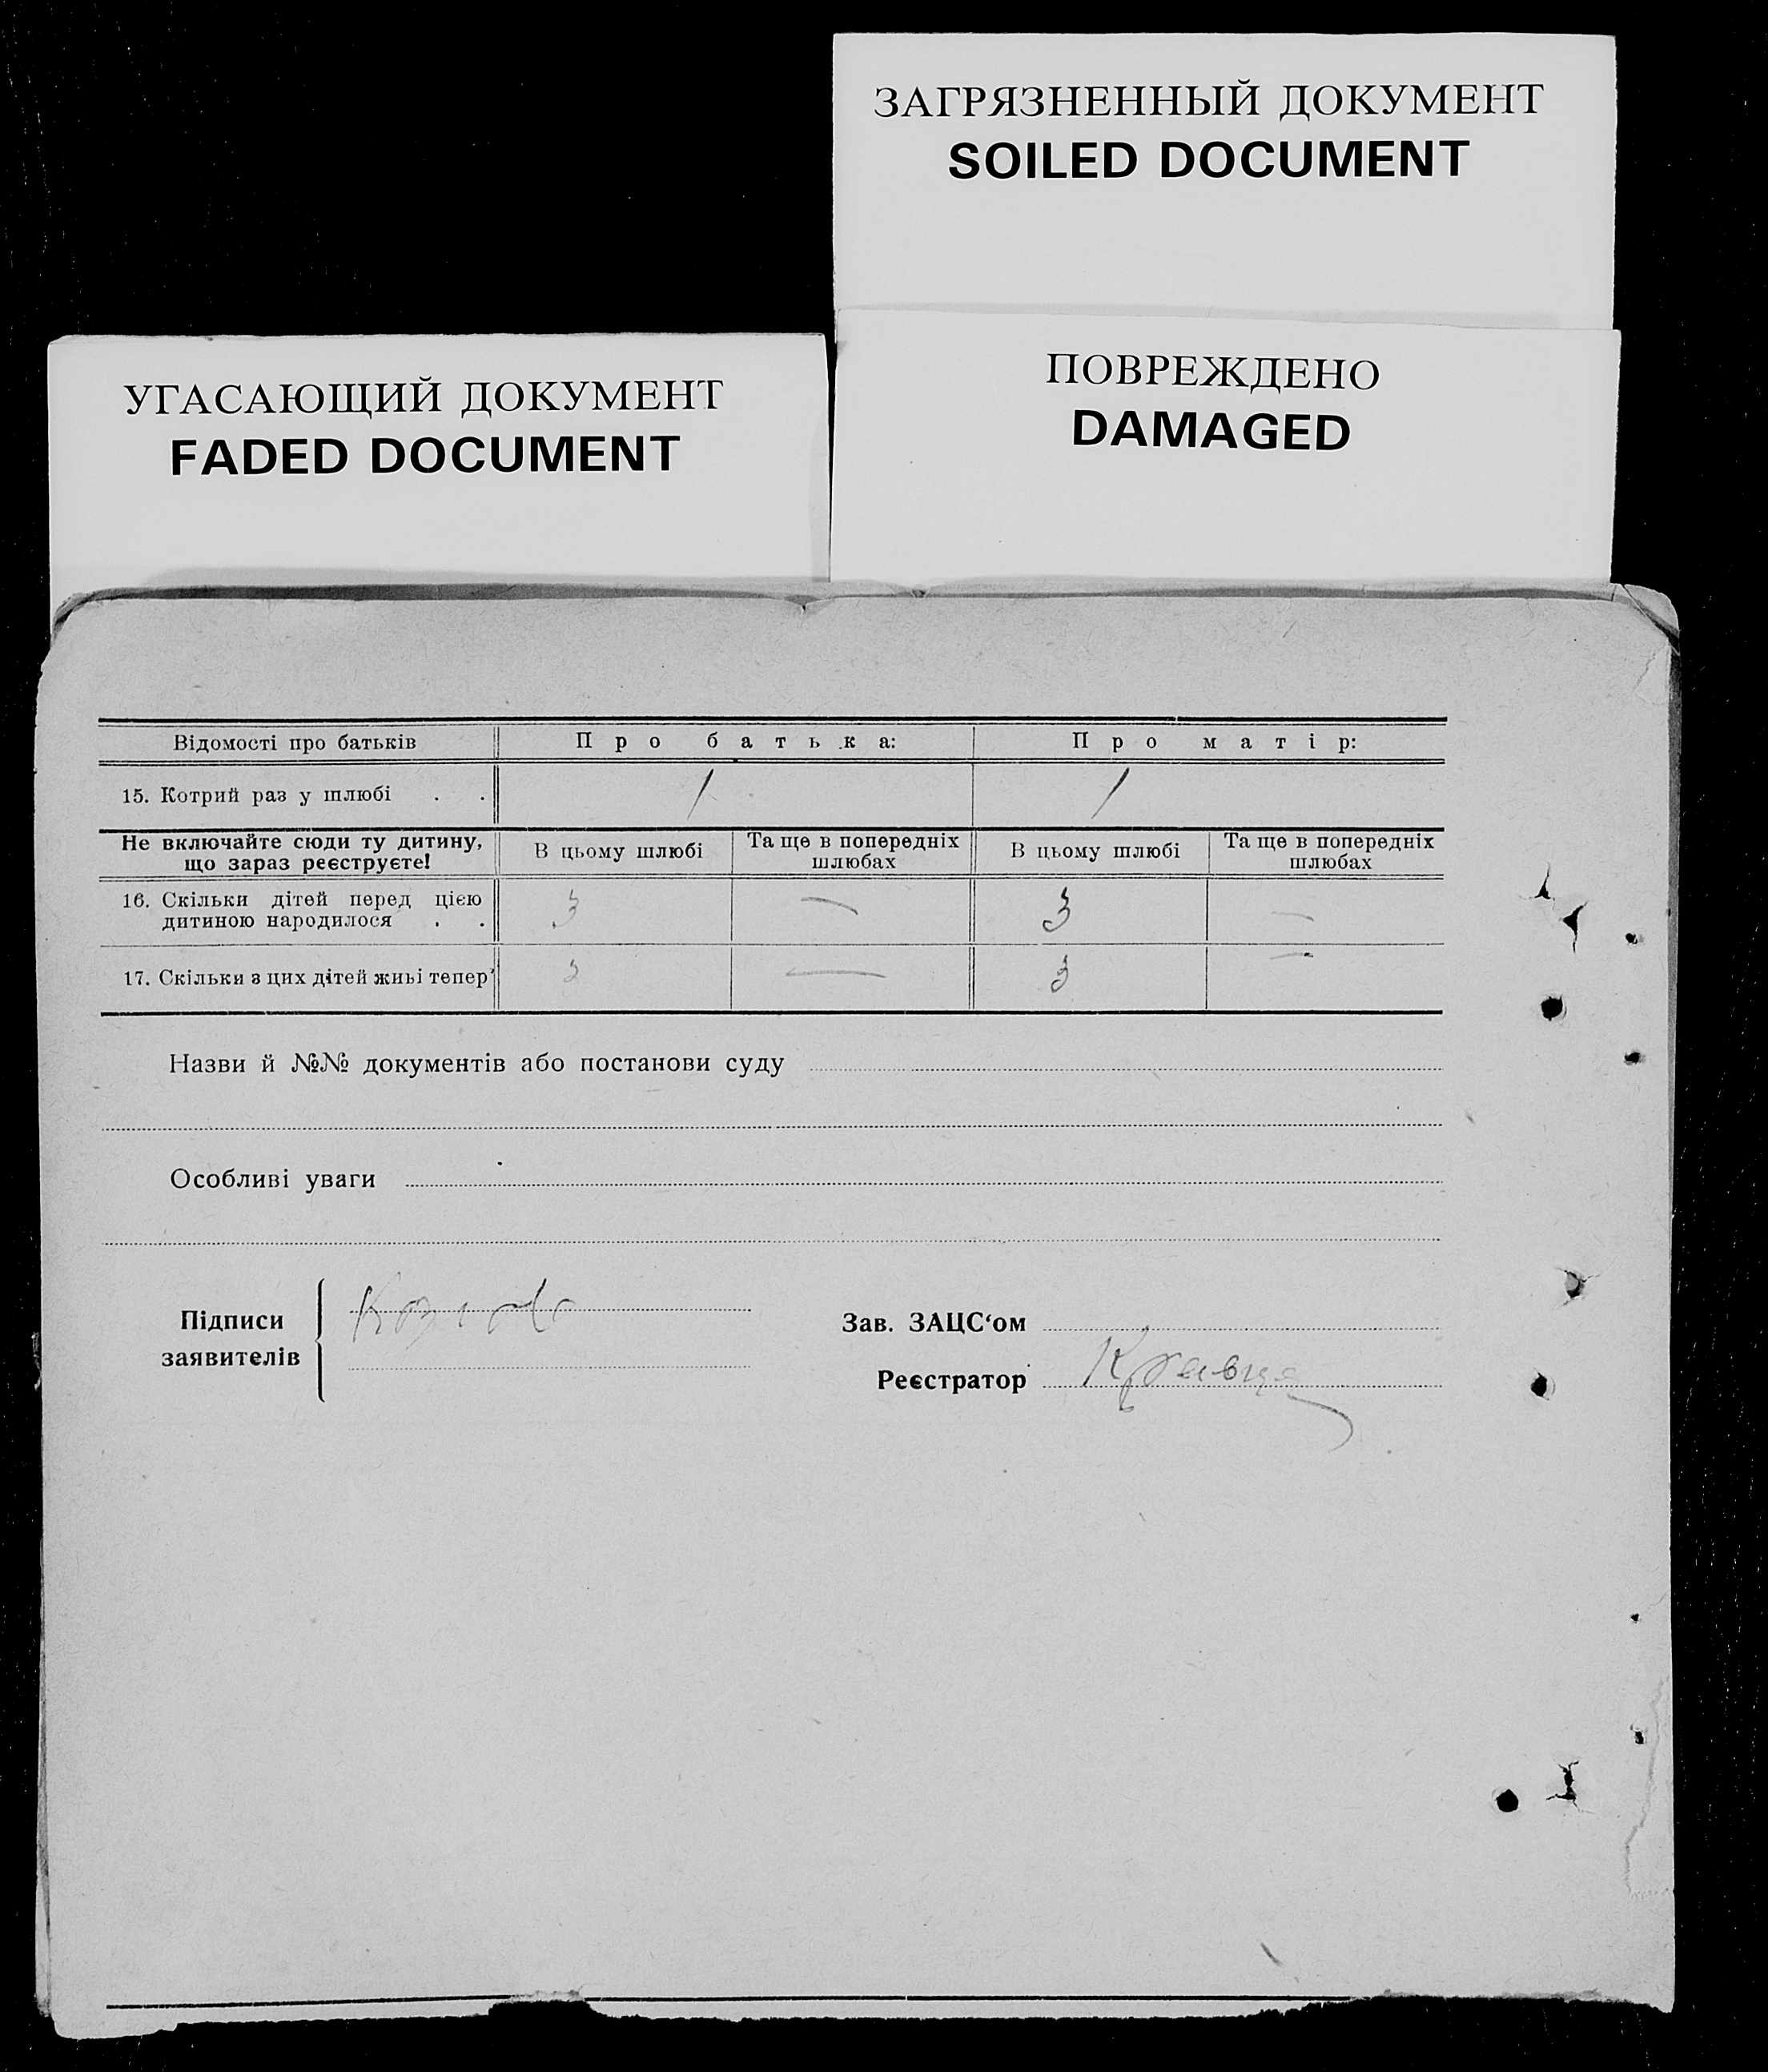 ЗАГРЯЗНЕННЫЙ ДОКУМЕНТ
SOILED DOCUMENT
УГАСАЮЩИЙ ДОКУМЕНТ
FADED DOCUMENT
ПОВРЕЖДЕНО
DAMAGED
Відомості про батьків Про батька: Про матір:
15. Котрий раз у шлюбі . . 1 1
Не включайте сюди ту дитину, що зараз реєструєте! В цьому шлюбі Та ще в попередніх шлюбах В цьому шлюбі Та ще в попередніх шлюбах
16. Скільки дітей перед цією
дитиною народилося . . 3 — 3 —
17. Скільки з цих дітей живі тепер 3 — 3 —
Назви й №№ документів або постанови суду
Особливі уваги
Підписи
заявителів
Зав. ЗАЦС‘ом
Реєстратор